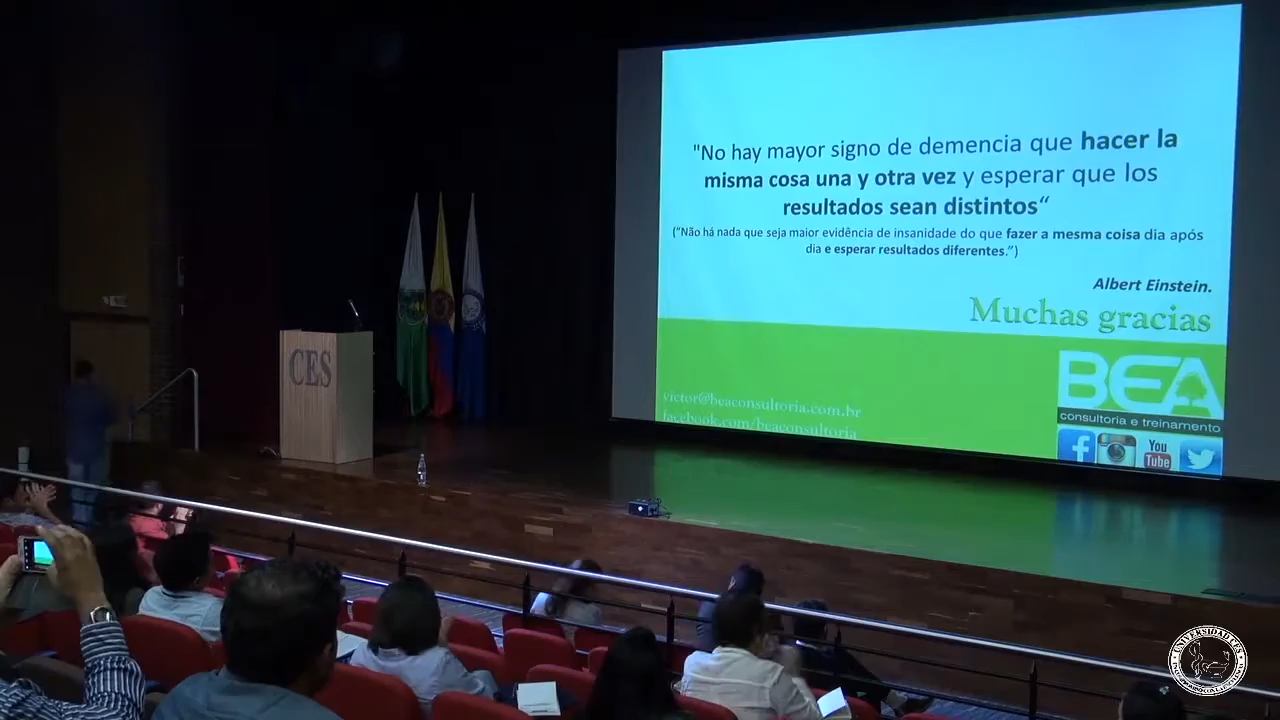 "No hay mayor signo de demencia que hacer la
misma cosa una y otra vez y esperar que los
resultados sean distintos“
(“Não há nada que seja maior evidência de insanidade do que fazer a mesma coisa dia após
dia e esperar resultados diferentes.”)
Albert Einstein.
Muchas gracias
BEA
consultoria e treinamento
victor@beaconsultoria.com.br
facebook.com/beaconsultoria
You
Tube
CES
UNIVERSIDAD CES